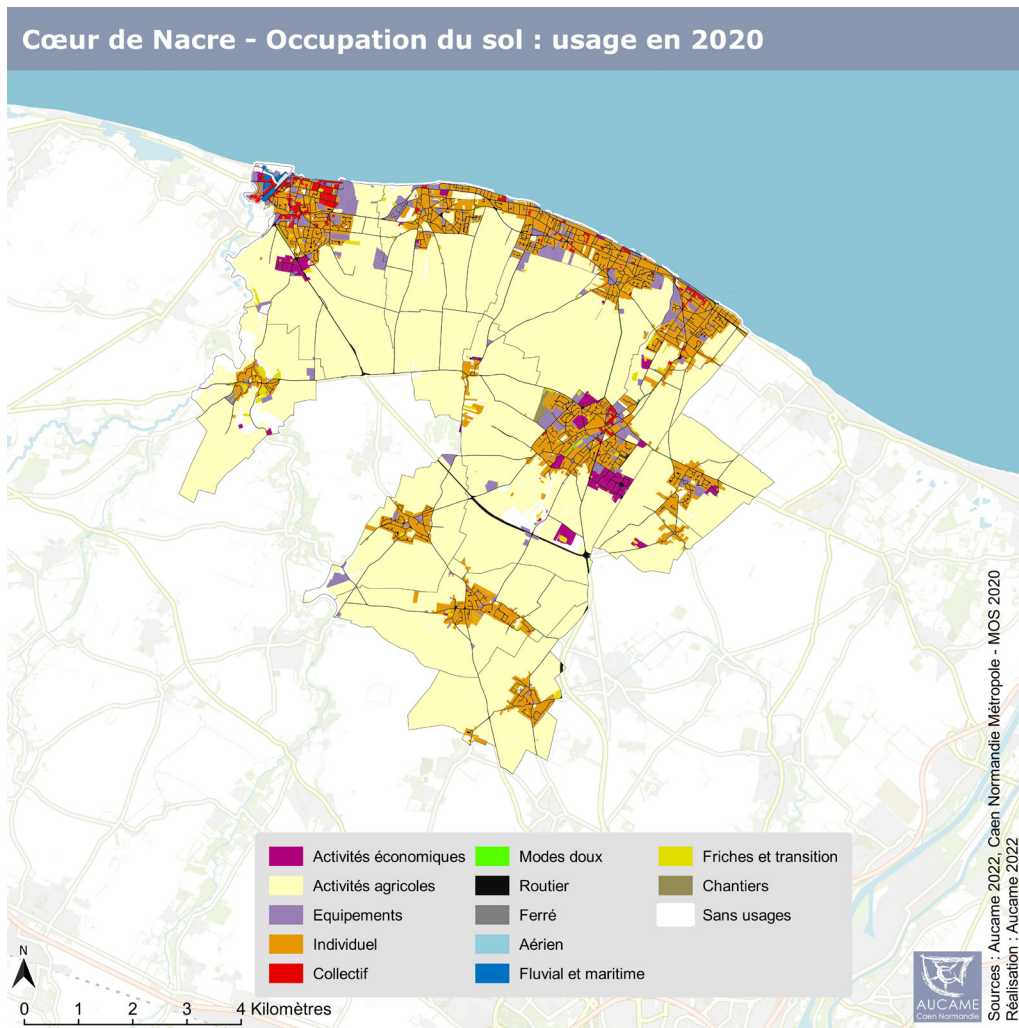 Cœur de Nacre - Occupation du sol : usage en 2020
Activités économiques
Activités agricoles
Equipements
Individuel
Collectif
Modes doux
Routier
Ferré
Aérien
Fluvial et maritime
Friches et transition
Chantiers
Sans usages
N
0 1 2 3 4 Kilomètres
AUCAME
Caen Normandie
Sources : Aucame 2022, Caen Normandie Métropole - MOS 2020
Réalisation : Aucame 2022